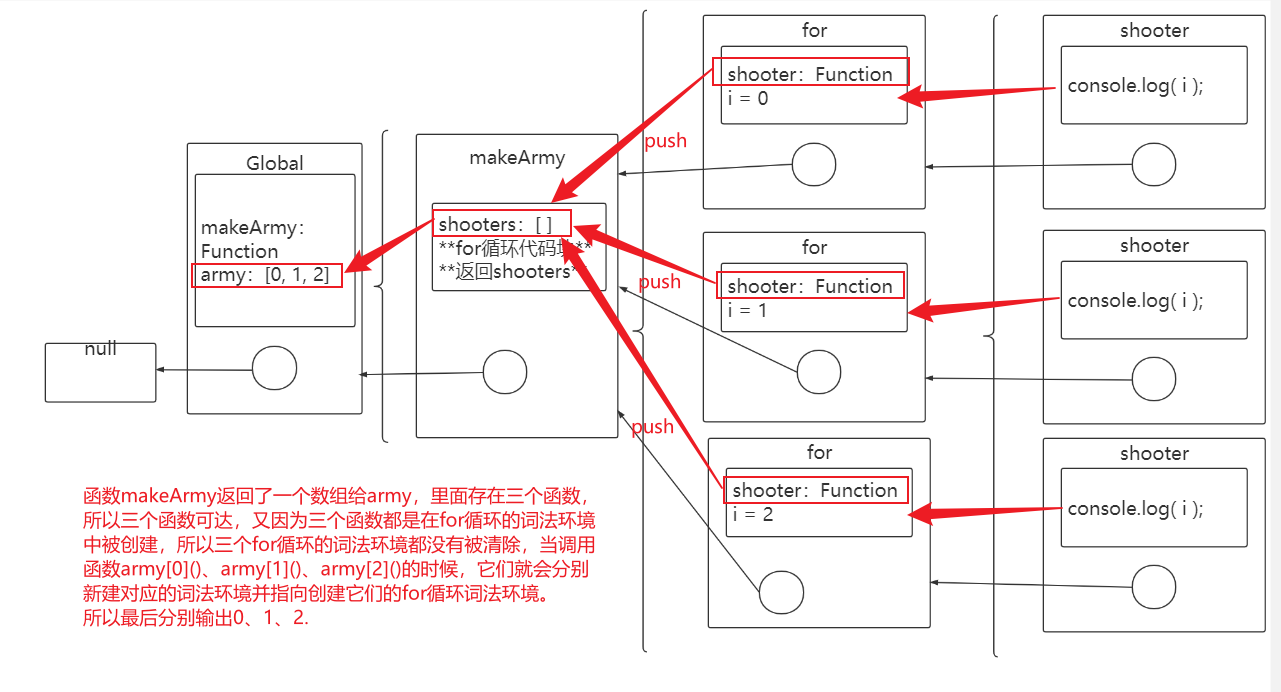 null
Global
makeArmy：
Function
army：[0, 1, 2]
makeArmy
shooters：[ ]
**for循环代码块**
**返回shooters**
push
push
push
for
shooter：Function
i = 0
for
shooter：Function
i = 1
for
shooter：Function
i = 2
shooter
console.log( i );
shooter
console.log( i );
shooter
console.log( i );
函数makeArmy返回了一个数组给army，里面存在三个函数，
所以三个函数可达，又因为三个函数都是在for循环的词法环境
中被创建，所以三个for循环的词法环境都没有被清除，当调用
函数army[0]()、army[1]()、army[2]()的时候，它们就会分别
新建对应的词法环境并指向创建它们的for循环词法环境。
所以最后分别输出0、1、2.